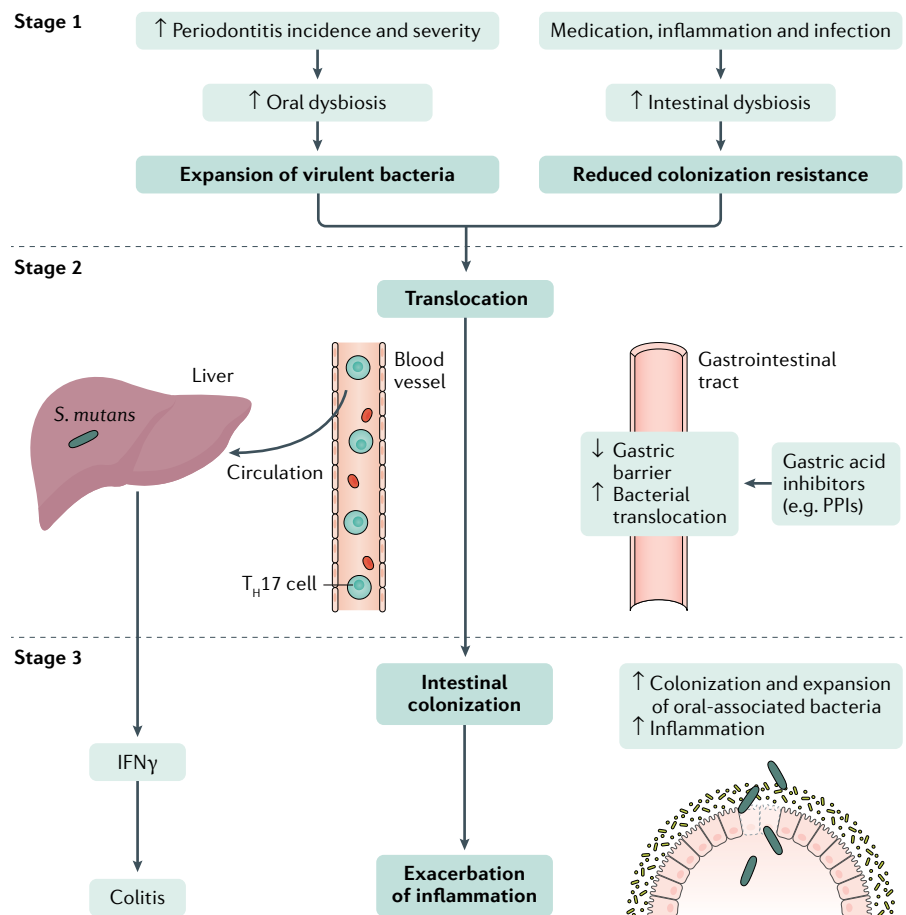 Stage 1
↑ Periodontitis incidence and severity
Medication, inflammation and infection
↑ Oral dysbiosis
↑ Intestinal dysbiosis
Expansion of virulent bacteria
Reduced colonization resistance
Stage 2
Translocation
Liver
S. mutans
Blood
vessel
Circulation
T_H17 cell
Gastrointestinal
tract
↓ Gastric
barrier
↑ Bacterial
translocation
Gastric acid
inhibitors
(e.g. PPIs)
Stage 3
Intestinal
colonization
↑ Colonization and expansion
of oral-associated bacteria
↑ Inflammation
IFNγ
Colitis
Exacerbation
of inflammation